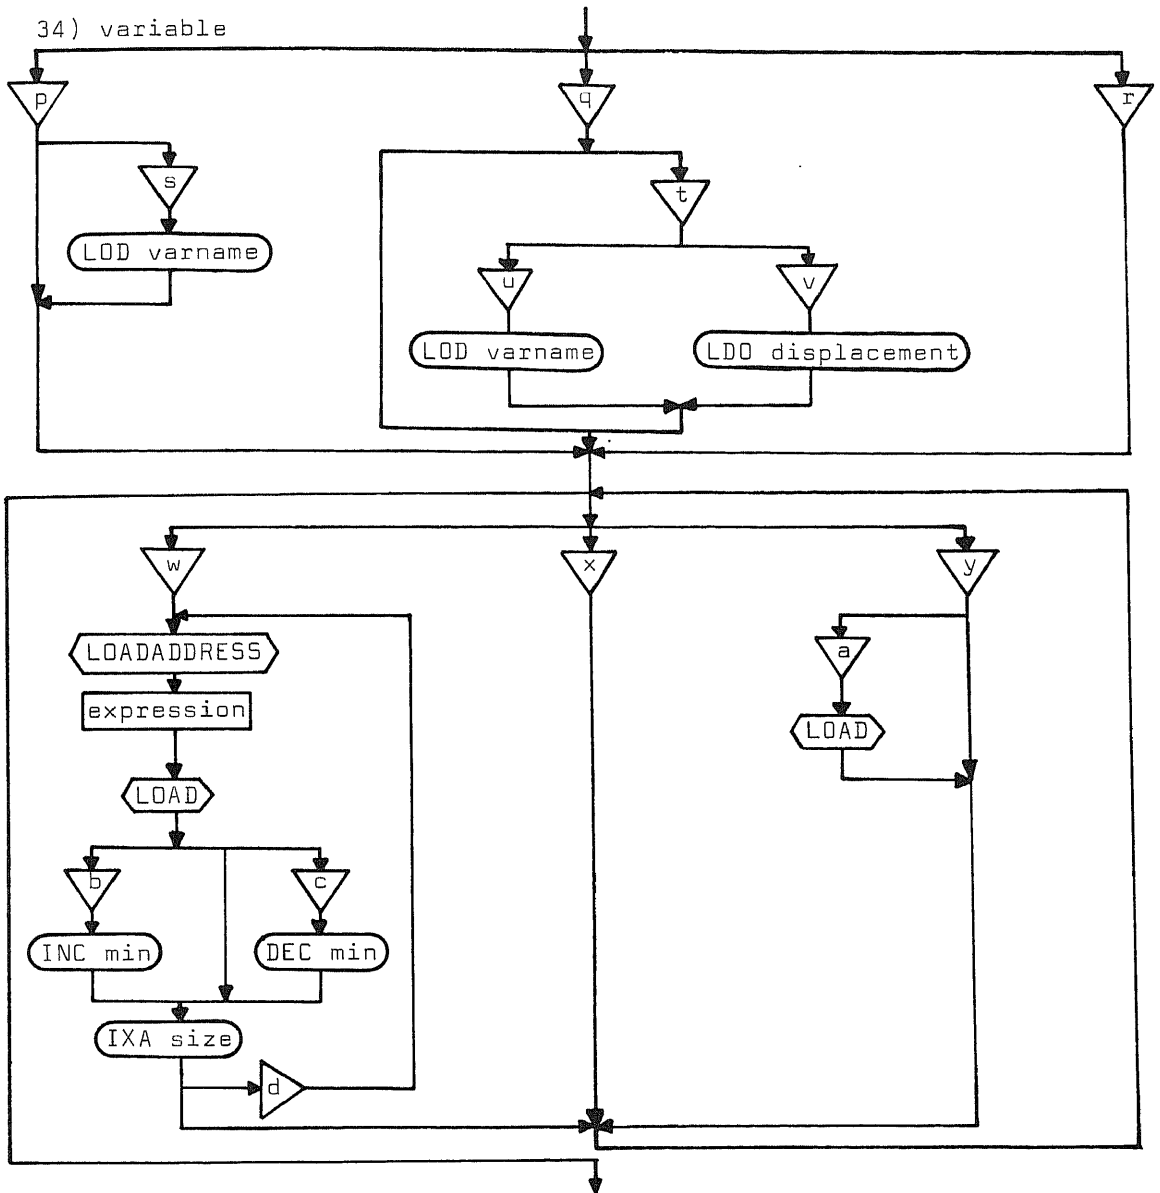 34) variable
p
q
r
s
t
LOD varname
u
v
LOD varname
LDO displacement
w
x
y
LOADADDRESS
a
expression
LOAD
LOAD
b
c
INC min
DEC min
IXA size
d